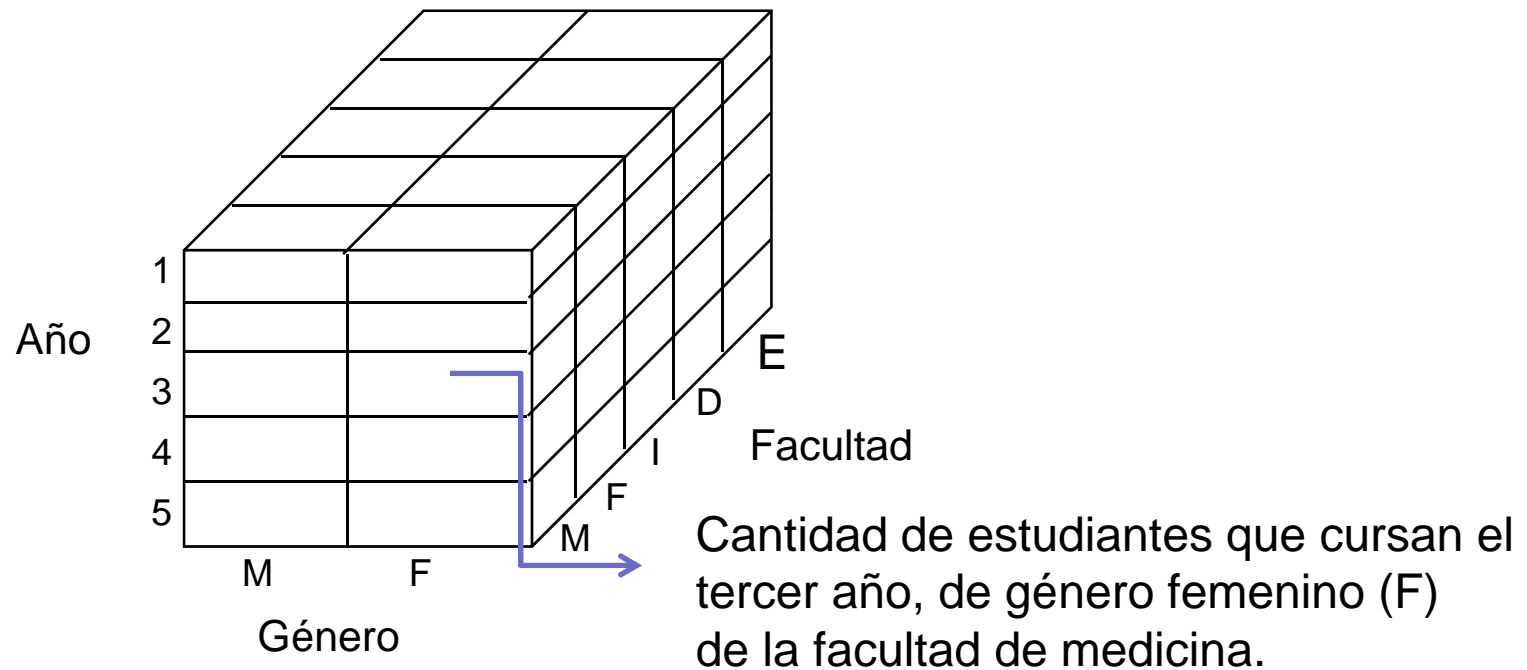 1
Año
2
3
4
5
M
F
Género
M
F
I
D
E
Facultad
Cantidad de estudiantes que cursan el
tercer año, de género femenino (F)
de la facultad de medicina.